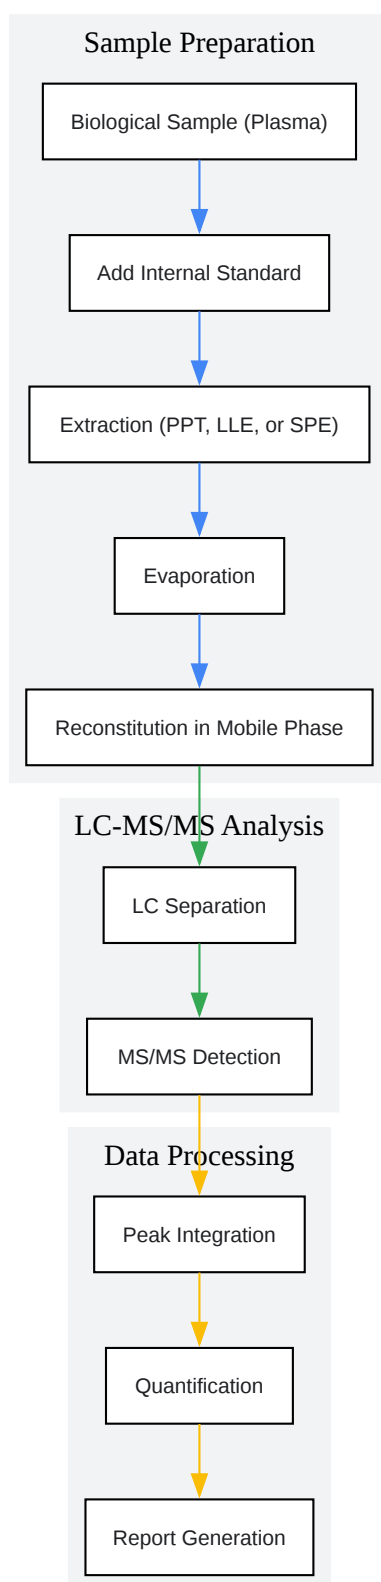 Sample Preparation
Biological Sample (Plasma)
Add Internal Standard
Extraction (PPT, LLE, or SPE)
Evaporation
Reconstitution in Mobile Phase
LC-MS/MS Analysis
LC Separation
MS/MS Detection
Data Processing
Peak Integration
Quantification
Report Generation